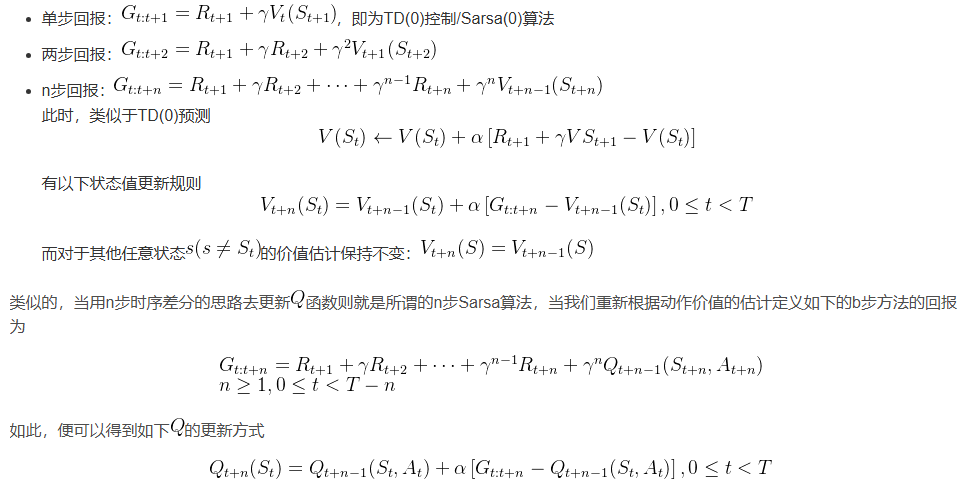 • 单步回报：$G_{t:t+1} = R_{t+1} + \gamma V_t(S_{t+1})$，即为TD(0)控制/Sarsa(0)算法
• 两步回报：$G_{t:t+2} = R_{t+1} + \gamma R_{t+2} + \gamma^2 V_{t+1}(S_{t+2})$
• n步回报：$G_{t:t+n} = R_{t+1} + \gamma R_{t+2} + \cdots + \gamma^{n-1} R_{t+n} + \gamma^n V_{t+n-1}(S_{t+n})$
此时，类似于TD(0)预测
$V(S_t) \leftarrow V(S_t) + \alpha \left[ R_{t+1} + \gamma V S_{t+1} - V(S_t) \right]$
有以下状态值更新规则
$V_{t+n}(S_t) = V_{t+n-1}(S_t) + \alpha \left[ G_{t:t+n} - V_{t+n-1}(S_t) \right], 0 \leq t < T$
而对于其他任意状态$s(s \neq S_t)$的价值估计保持不变：$V_{t+n}(S) = V_{t+n-1}(S)$
类似的，当用n步时序差分的思路去更新$Q$函数则就是所谓的n步Sarsa算法，当我们重新根据动作价值的估计定义如下的b步方法的回报
为
$G_{t:t+n} = R_{t+1} + \gamma R_{t+2} + \cdots + \gamma^{n-1} R_{t+n} + \gamma^n Q_{t+n-1}(S_{t+n}, A_{t+n})$
$n \geq 1, 0 \leq t < T - n$
如此，便可以得到如下$Q$的更新方式
$Q_{t+n}(S_t) = Q_{t+n-1}(S_t, A_t) + \alpha \left[ G_{t:t+n} - Q_{t+n-1}(S_t, A_t) \right], 0 \leq t < T$